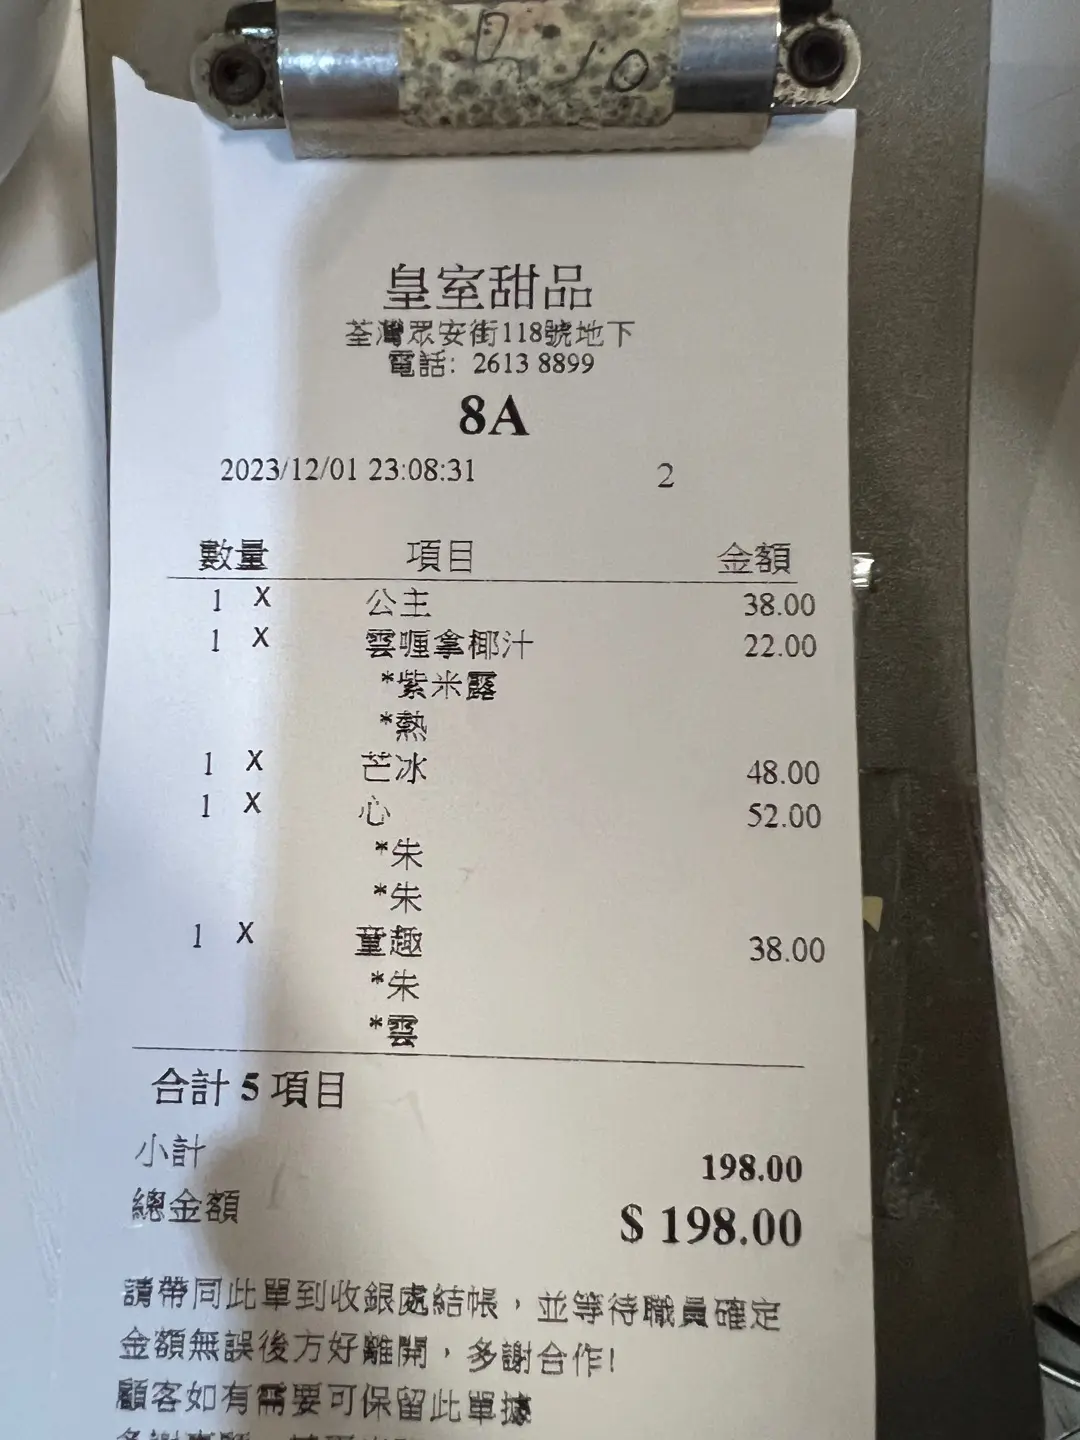 皇室甜品
荃灣眾安街118號地下
電話: 2613 8899
8A
2023/12/01 23:08:31 2
數量 項目 金額
1 X 公主 38.00
1 X 雲喱拿椰汁 22.00
*紫米露
*熱
1 X 芒冰 48.00
1 X 心 52.00
*朱
*朱
1 X 童趣 38.00
*朱
*雲
合計 5 項目
小計 198.00
總金額 $ 198.00
請帶同此單到收銀處結帳，並等待職員確定
金額無誤後方好離開，多謝合作!
顧客如有需要可保留此單據